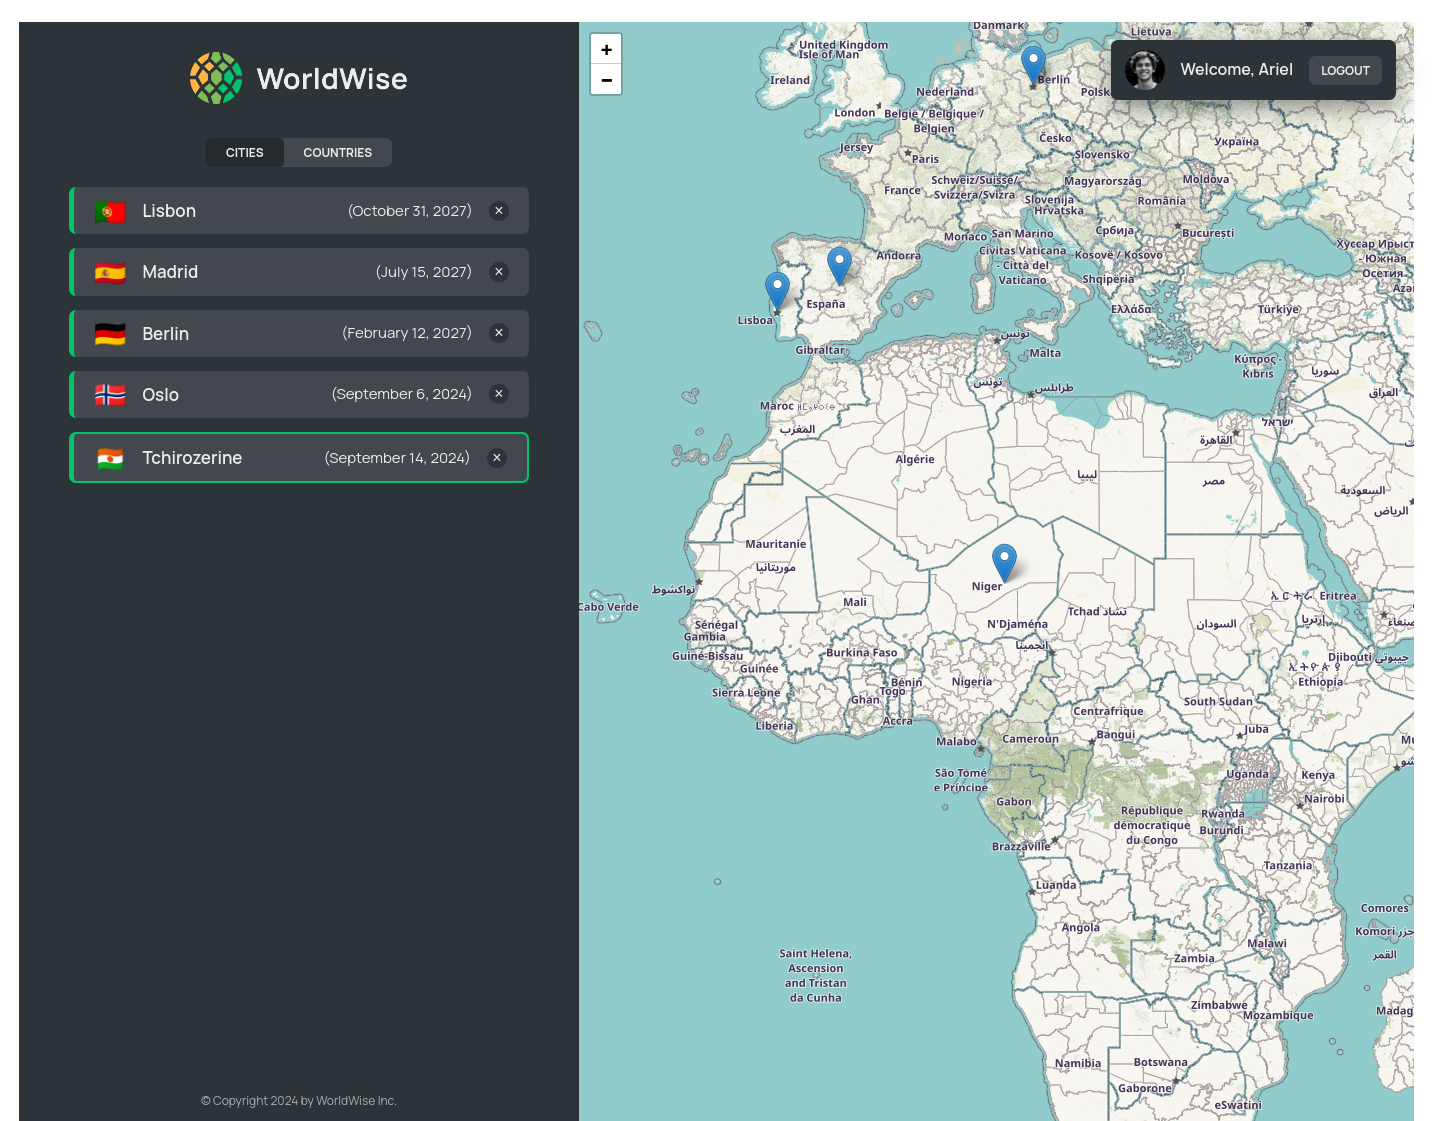 WorldWise
CITIES
COUNTRIES
Lisbon
(October 31, 2027)
×
Madrid
(July 15, 2027)
×
Berlin
(February 12, 2027)
×
Oslo
(September 6, 2024)
×
Tchirozerine
(September 14, 2024)
×
© Copyright 2024 by WorldWise Inc.
+
−
Welcome, Ariel
LOGOUT
Danmark
Lietuva
United Kingdom
Isle of Man
Ireland
Berlin
Nederland
Polsk
London
België / Belgique /
Belgien
Česko
Україна
Jersey
Paris
Slovensko
France
Schweiz/Suisse/
Svizzera/Svizra
Magyarország
Moldova
Slovenija
Hrvatska
România
Monaco
San Marino
Србија
București
Хуссар Ирыст
- Южная
Осетия
Andorra
Civitas Vaticana
- Città del
Vaticano
Kosovë / Kosovo
Shqipëria
España
Lisboa
Ελλάδα
Türkiye
Gibraltar
تونس
Malta
Κύπρος -
Kıbrıs
سوريا
تونس
طرابلس
العراق
Maroc
المغرب
القاهرة
ישראל
Algérie
ليبيا
مصر
السعودية
الرياض
Mauritanie
موريتانيا
نواكشوط
Niger
Cabo Verde
Mali
Tchad تشاد
ኤርትራ Eritrea
إرتريا
صنعاء
Sénégal
Gambia
N'Djaména
انجمينا
السودان
Guiné-Bissau
Guinée
Burkina Faso
Djibouti جيبوتي
ኢትዮጵያ
Ethiopia
Sierra Leone
Ghan
Bénin
Togo
Nigeria
Centrafrique
South Sudan
Liberia
Accra
Malabo
Cameroun
Bangui
Juba
São Tomé
e Príncipe
Uganda
Kenya
Gabon
Nairobi
République
démocratique
du Congo
Rwanda
Burundi
Brazzaville
Tanzania
Luanda
Comores
Komori جزر
القمر
Angola
Malawi
Saint Helena,
Ascension
and Tristan
da Cunha
Zambia
Zimbabwe
Mozambique
Madag
Namibia
Botswana
Gaborone
eSwatini